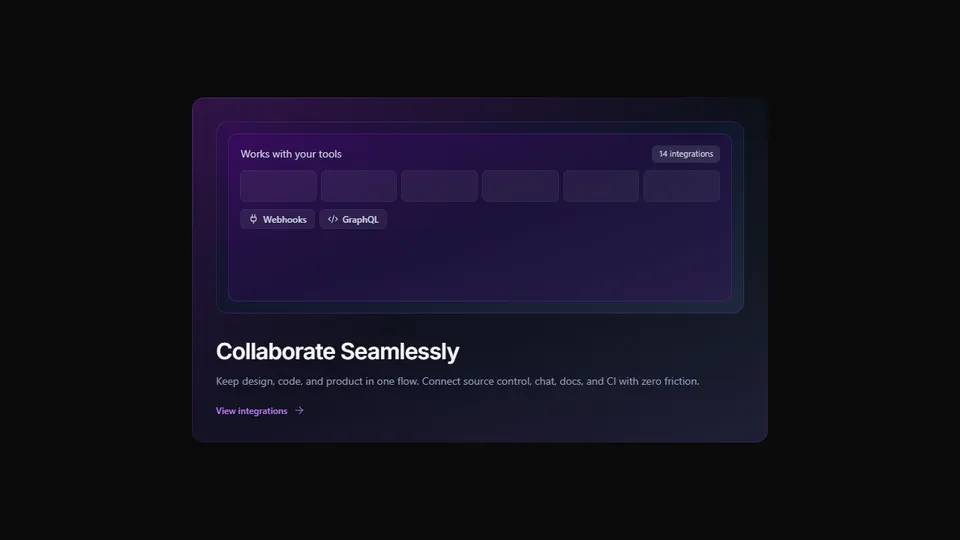 Works with your tools
14 integrations
Webhooks
GraphQL
Collaborate Seamlessly
Keep design, code, and product in one flow. Connect source control, chat, docs, and CI with zero friction.
View integrations